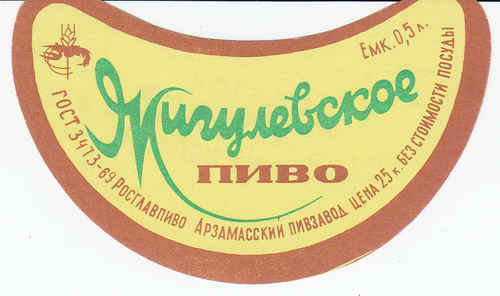 Емк. 0,5 л.
Жигулевское
ПИВО
ГОСТ 3473-69 РОСГЛАВПИВО АРЗАМАССКИЙ ПИВЗАВОД ЦЕНА 25 к. БЕЗ СТОИМОСТИ ПОСУДЫ